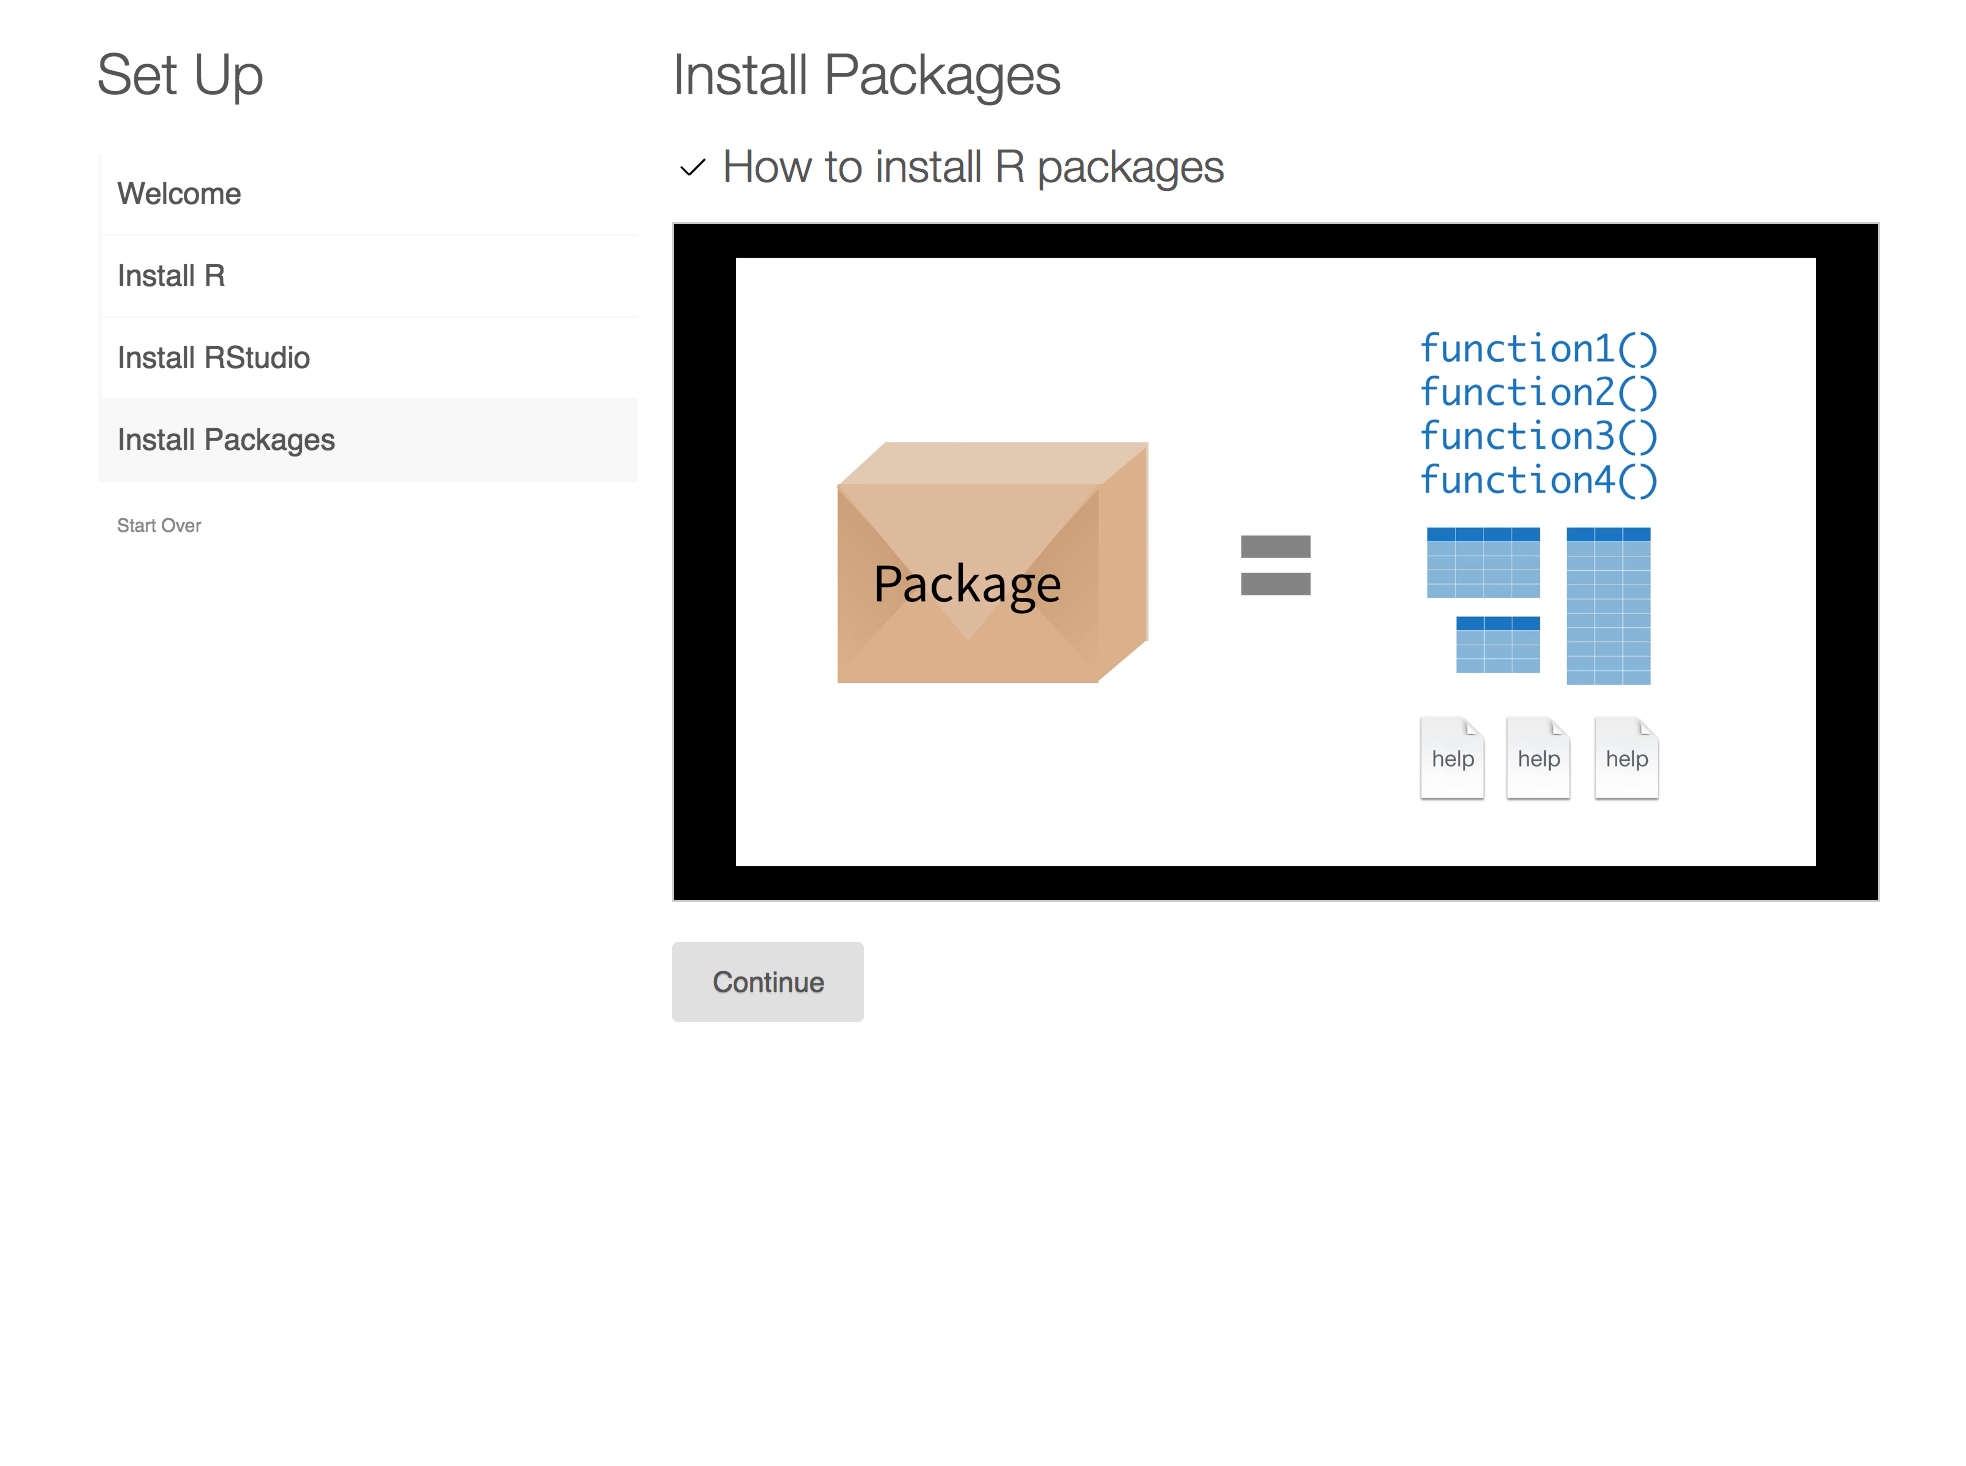 Set Up
Welcome
Install R
Install RStudio
Install Packages
Start Over
Install Packages
How to install R packages
Package
function1()
function2()
function3()
function4()
help help help
Continue